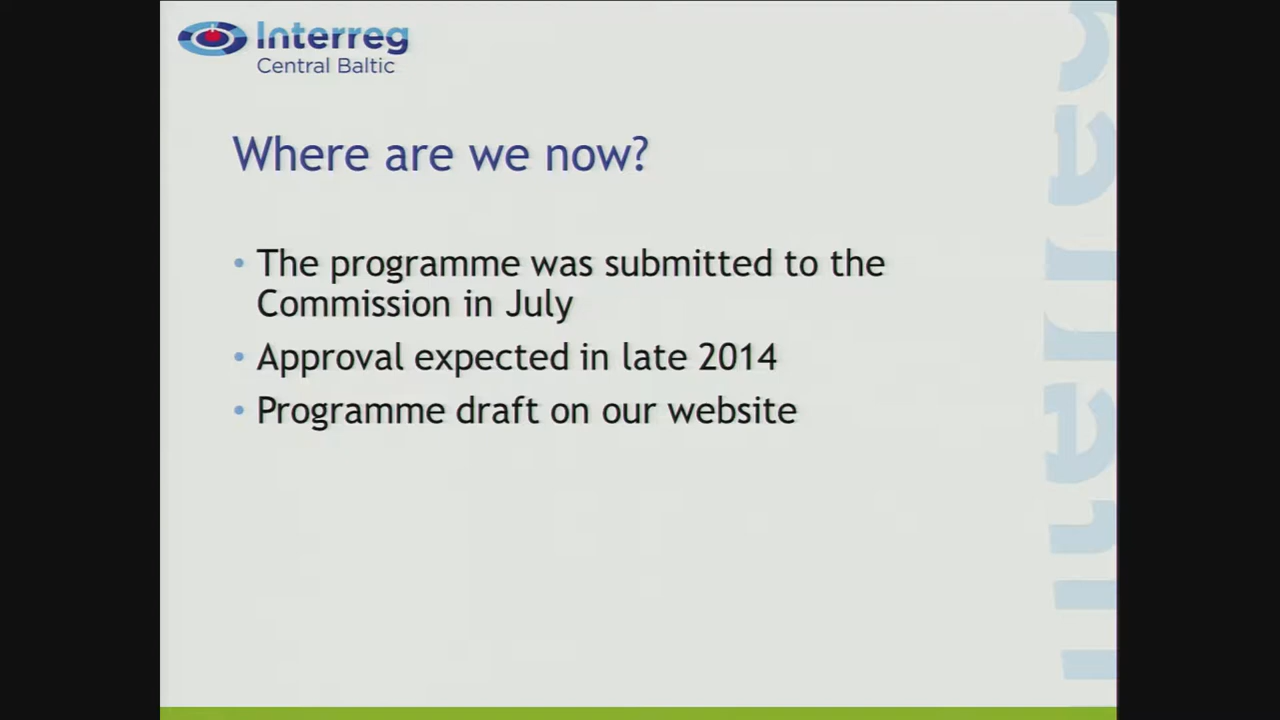 Interreg
Central Baltic
Where are we now?
• The programme was submitted to the
Commission in July
• Approval expected in late 2014
• Programme draft on our website